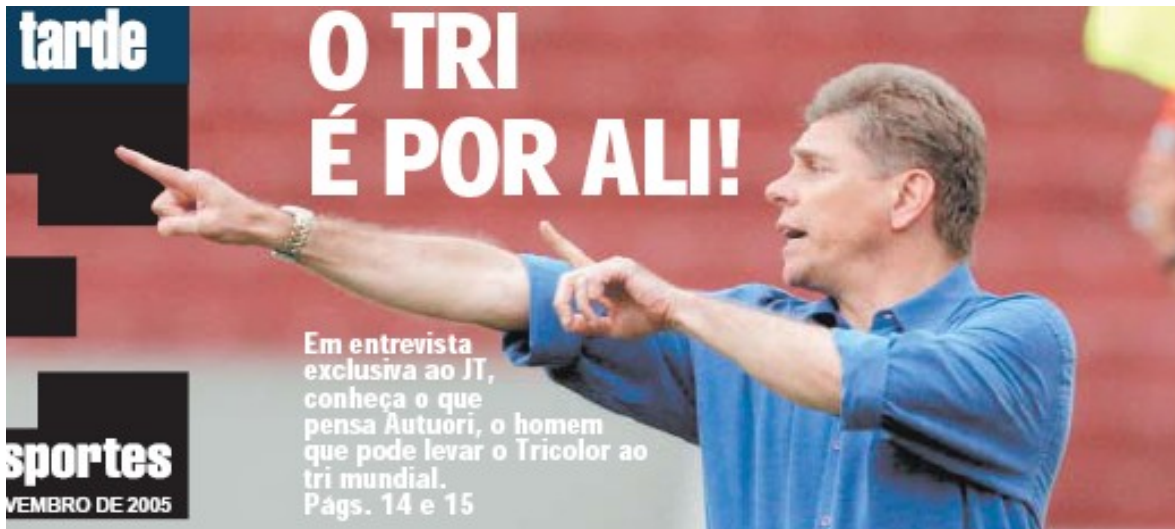 tarde
O TRI
É POR ALI!
Em entrevista
exclusiva ao JT,
conheça o que
pensa Autuori, o homem
que pode levar o Tricolor ao
tri mundial.
Págs. 14 e 15
sportes
VEMBRO DE 2005